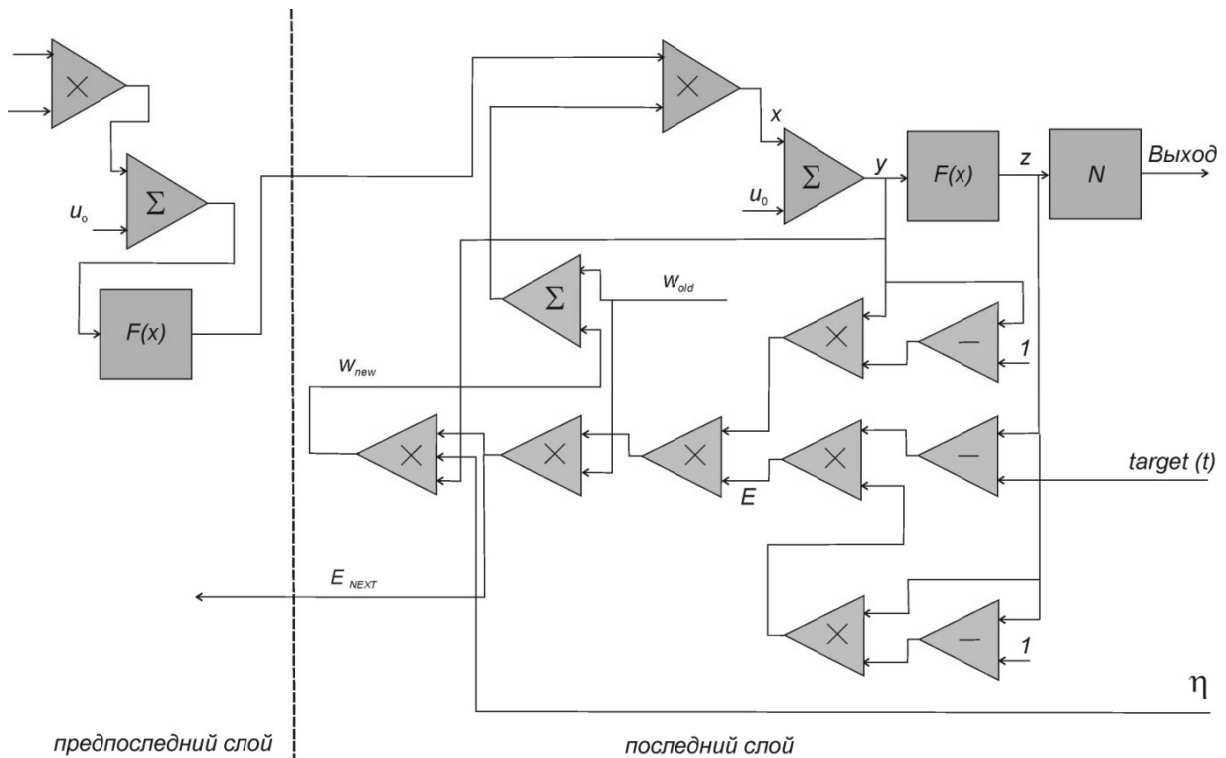 ×
×
x
Σ
u₀
F(x)
Σ
u₀
y
F(x)
z
N
Выход
Σ
W_old
×
−
1
W_new
×
×
×
E
×
−
target (t)
E_NEXT
×
−
1
η
предпоследний слой
последний слой